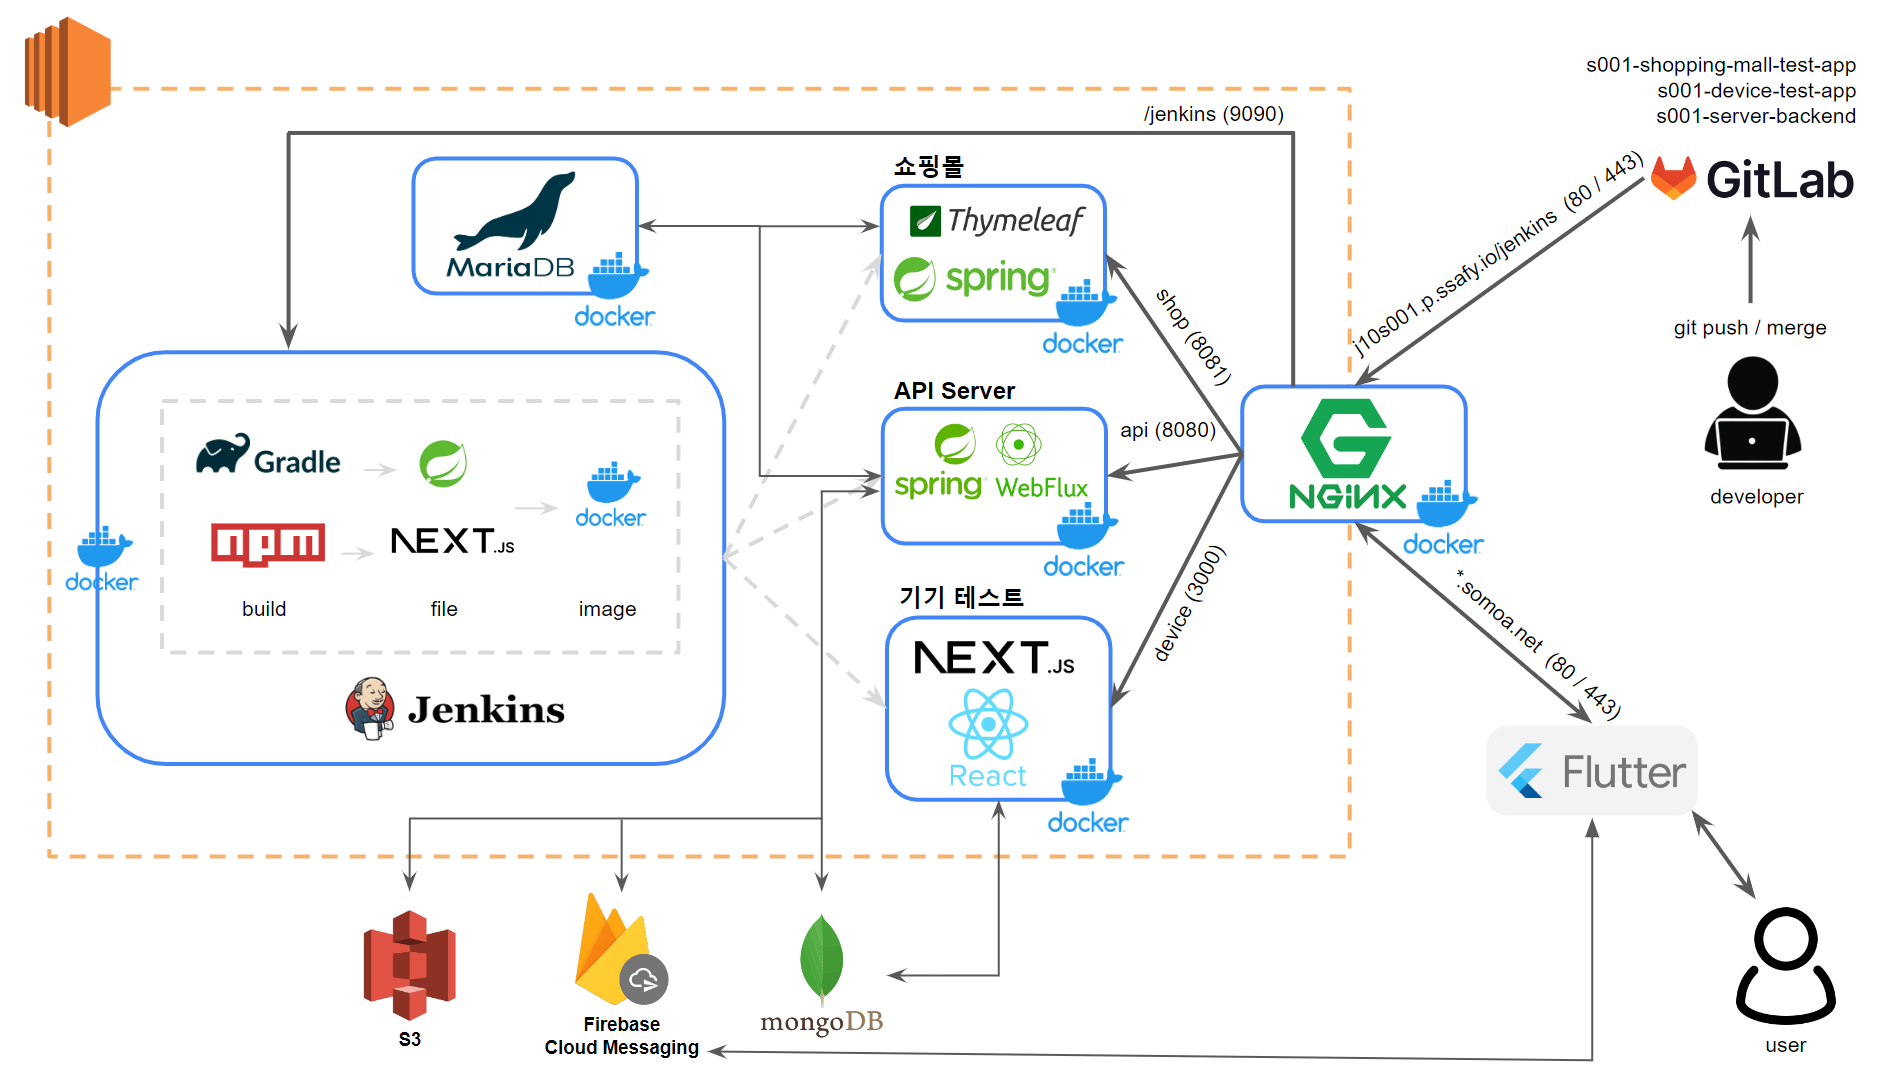 s001-shopping-mall-test-app
s001-device-test-app
s001-server-backend
/jenkins (9090)
쇼핑몰
Thymeleaf
spring
docker
MariaDB
docker
GitLab
j10s001.p.ssafy.io/jenkins (80 / 443)
git push / merge
developer
shop (8081)
API Server
spring
WebFlux
docker
api (8080)
NGiNX
docker
Gradle
docker
npm
NEXT.JS
docker
build
file
image
Jenkins
기기 테스트
NEXT.JS
React
docker
device (3000)
*.somoa.net (80 / 443)
Flutter
S3
Firebase
Cloud Messaging
mongoDB
user